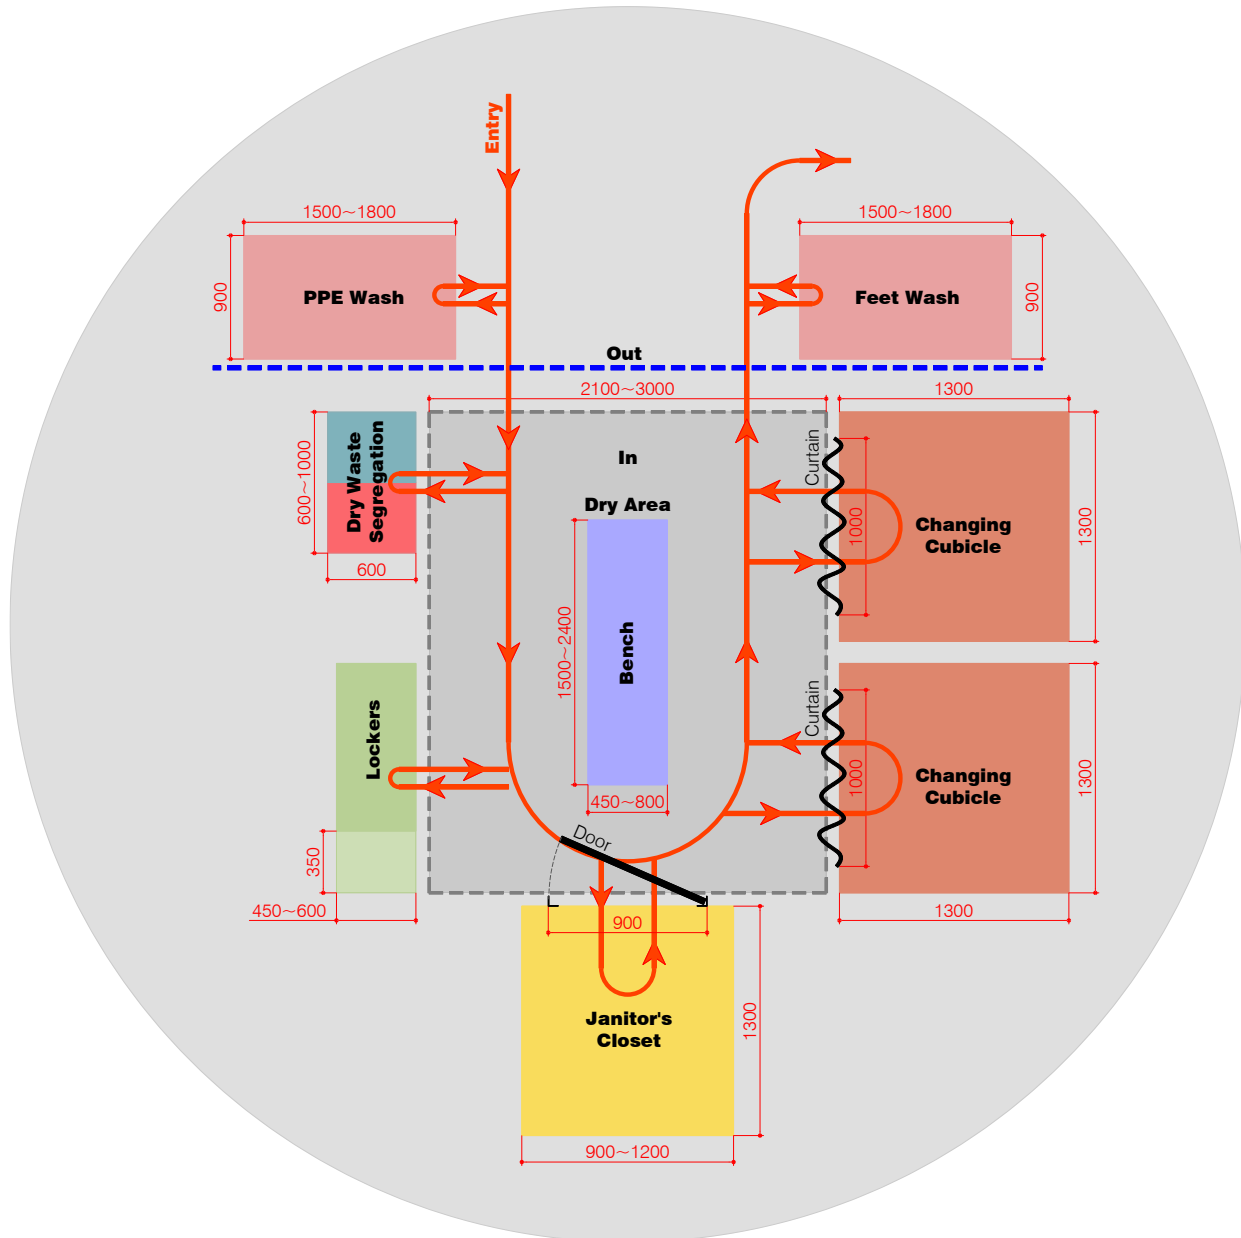 Entry
1500~1800
1500~1800
900
PPE Wash
Feet Wash
900
Out
2100~3000
1300
600~1000
Dry Waste
Segregation
In
Dry Area
Curtain
1000
Changing
Cubicle
1300
600
1500~2400
Bench
Lockers
Curtain
1000
Changing
Cubicle
1300
450~800
Door
350
450~600
900
1300
Janitor's
Closet
1300
900~1200